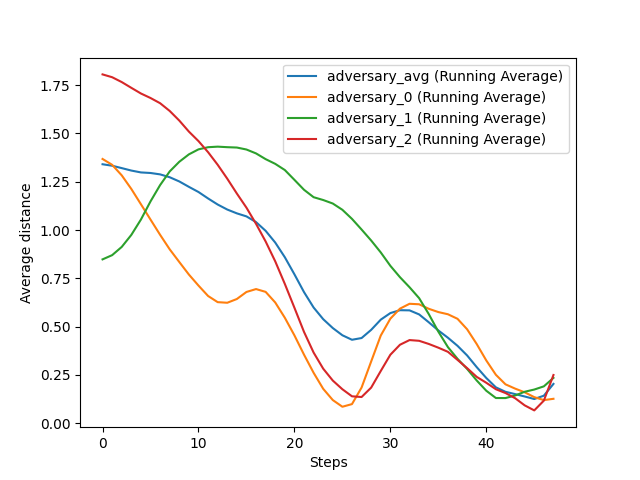 adversary_avg (Running Average)
adversary_0 (Running Average)
adversary_1 (Running Average)
adversary_2 (Running Average)
1.75
1.50
1.25
1.00
0.75
0.50
0.25
0.00
Average distance
0 10 20 30 40
Steps